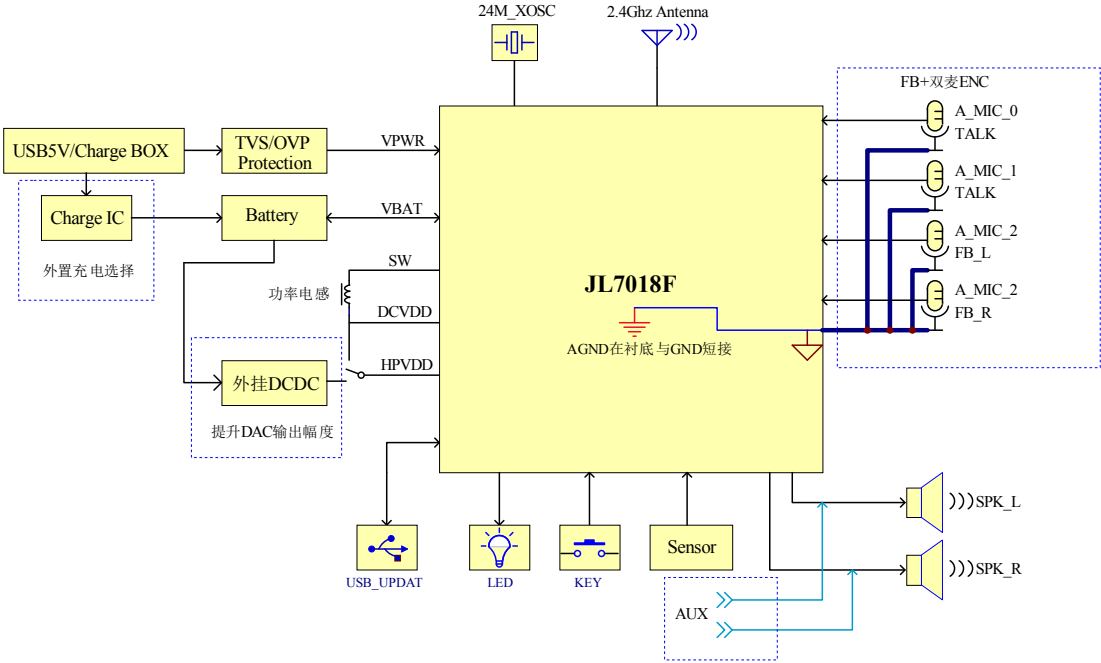 24M_XOSC
2.4Ghz Antenna
FB+双麦ENC
A_MIC_0
TALK
A_MIC_1
TALK
A_MIC_2
FB_L
A_MIC_2
FB_R
USB5V/Charge BOX
TVS/OVP
Protection
VPWR
Charge IC
Battery
VBAT
外置充电选择
SW
功率电感
DCVDD
HPVDD
外挂DCDC
提升DAC输出幅度
JL7018F
AGND在衬底与GND短接
USB_UPDAT
LED
KEY
Sensor
SPK_L
SPK_R
AUX